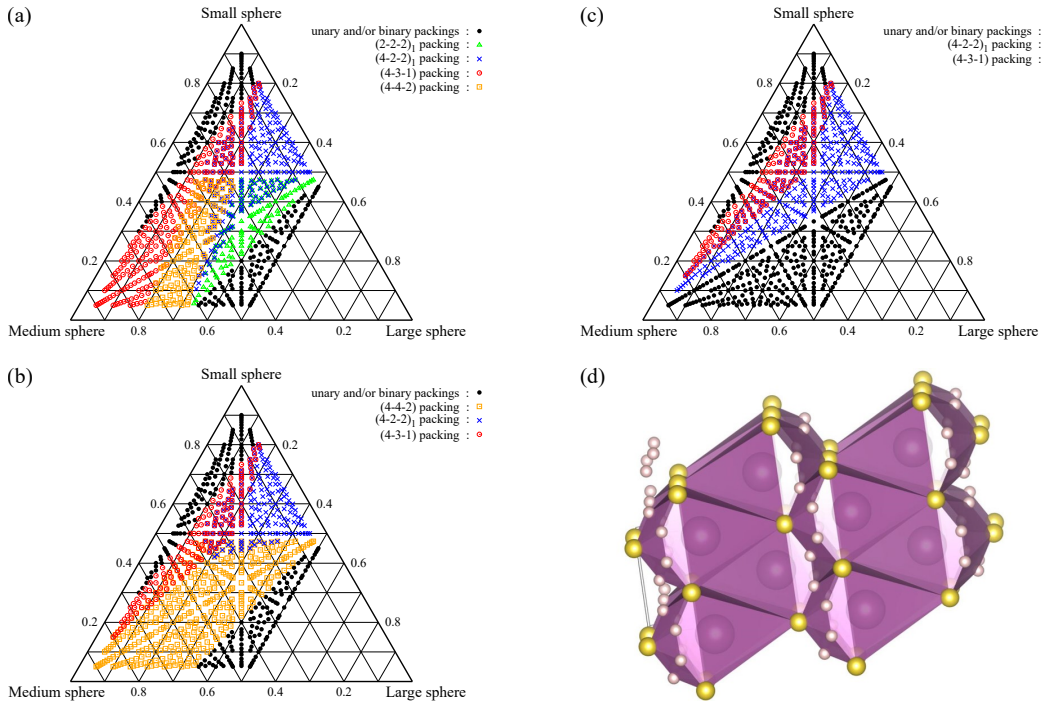 (a)
Small sphere
unary and/or binary packings :
(2-2-2)₁ packing :
(4-2-2)₁ packing :
(4-3-1) packing :
(4-4-2) packing :
0.8
0.2
0.6
0.4
0.4
0.6
0.2
0.8
Medium sphere
0.8
0.6
0.4
0.2
Large sphere
(c)
Small sphere
unary and/or binary packings :
(4-2-2)₁ packing :
(4-3-1) packing :
0.8
0.2
0.6
0.4
0.4
0.6
0.2
0.8
Medium sphere
0.8
0.6
0.4
0.2
Large sphere
(b)
Small sphere
unary and/or binary packings :
(4-4-2) packing :
(4-2-2)₁ packing :
(4-3-1) packing :
0.8
0.2
0.6
0.4
0.4
0.6
0.2
0.8
Medium sphere
0.8
0.6
0.4
0.2
Large sphere
(d)